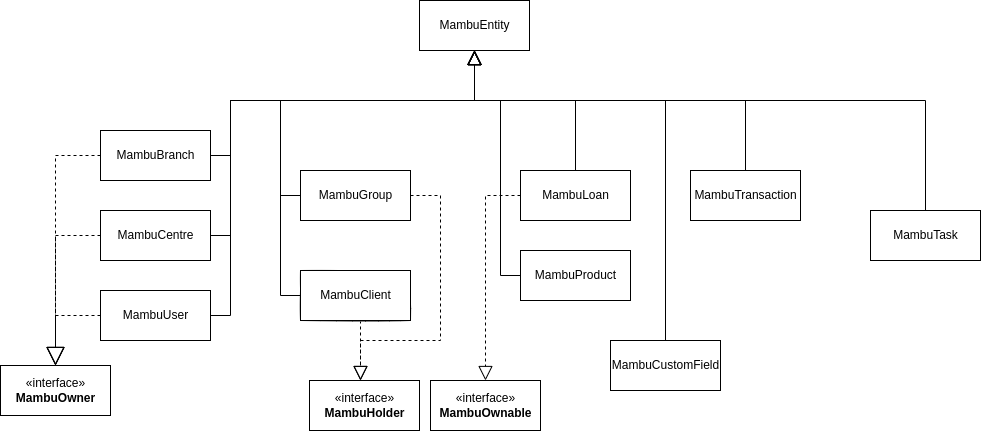 MambuEntity
MambuBranch
MambuGroup
MambuLoan
MambuTransaction
MambuCentre
MambuTask
MambuProduct
MambuClient
MambuUser
MambuCustomField
«interface»
MambuOwner
«interface»
MambuHolder
«interface»
MambuOwnable